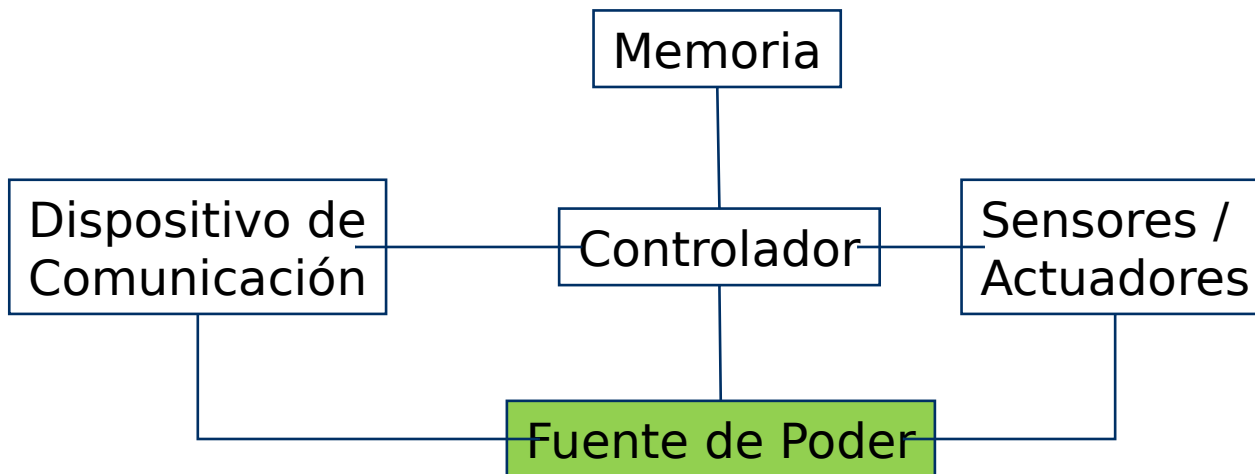 Memoria
Dispositivo de
Comunicación
Controlador
Sensores /
Actuadores
Fuente de Poder